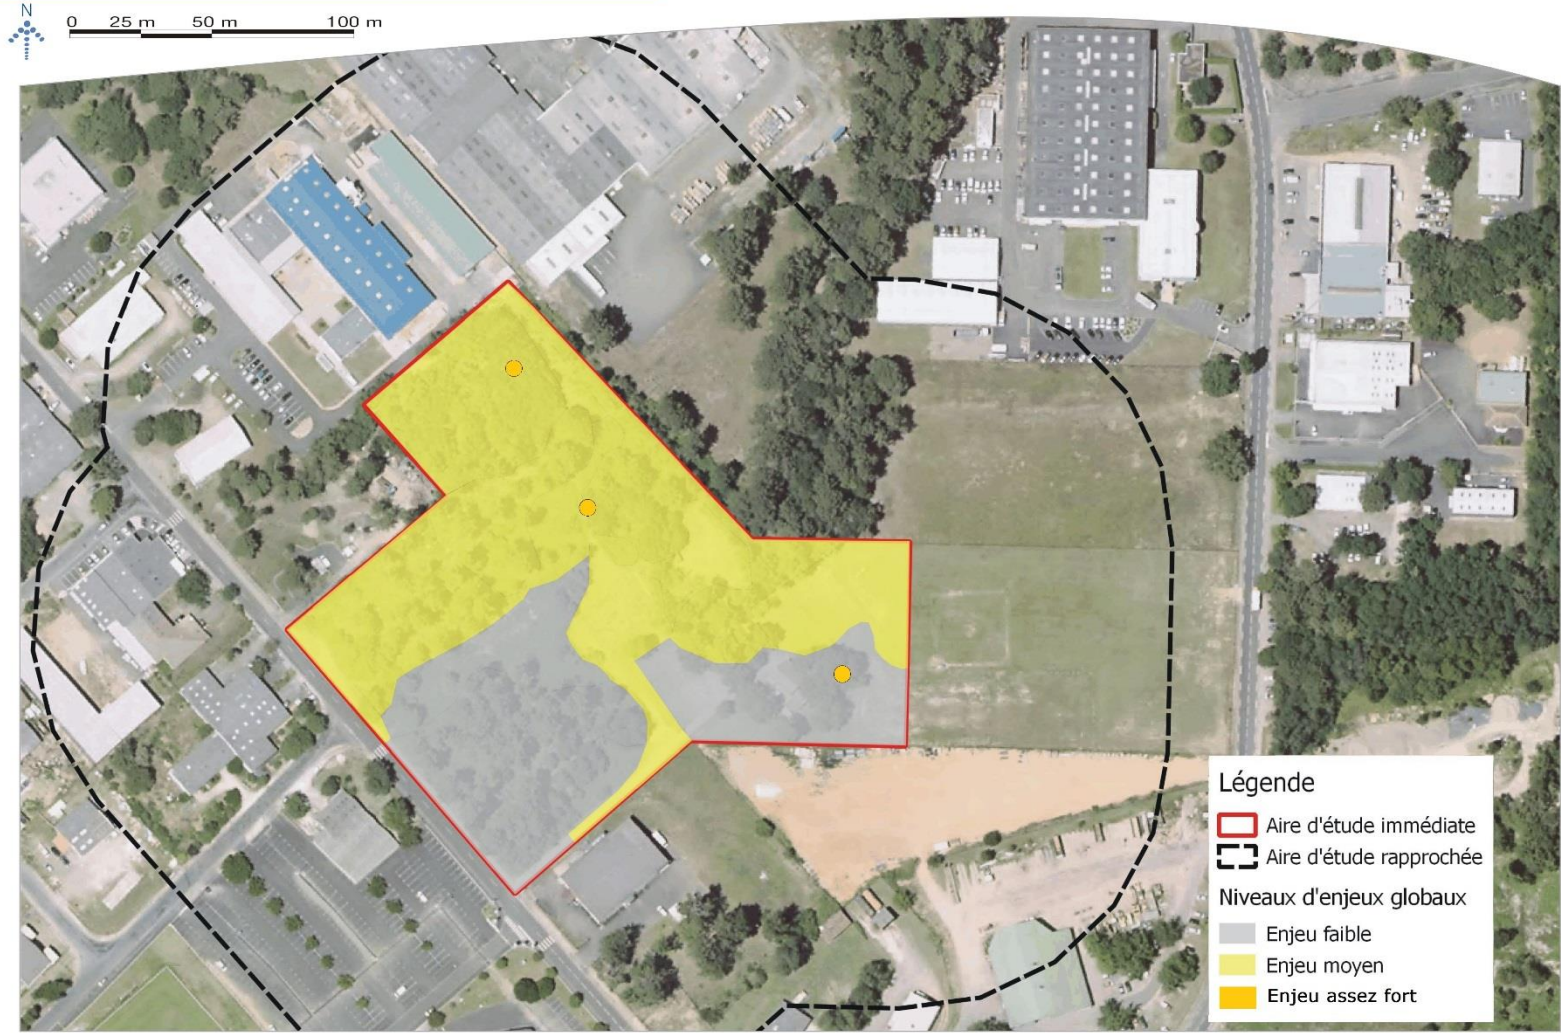 N
0 25 m 50 m 100 m
Légende
Aire d'étude immédiate
Aire d'étude rapprochée
Niveaux d'enjeux globaux
Enjeu faible
Enjeu moyen
Enjeu assez fort